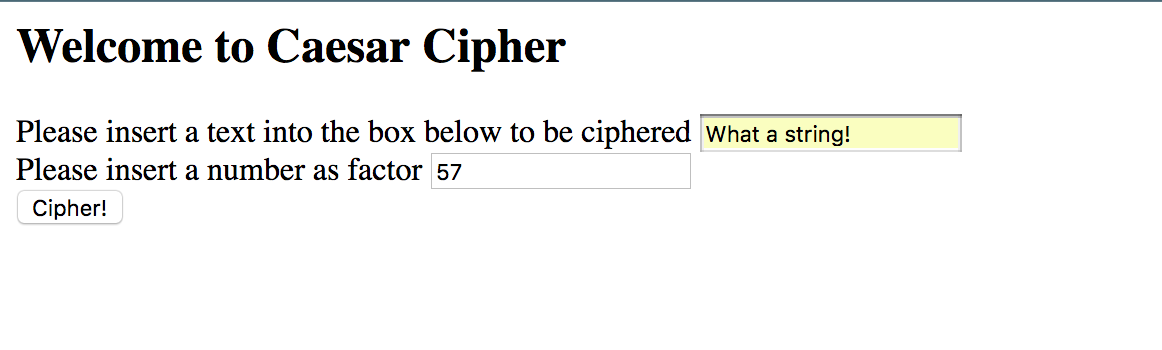 Welcome to Caesar Cipher
Please insert a text into the box below to be ciphered What a string!
Please insert a number as factor 57
Cipher!